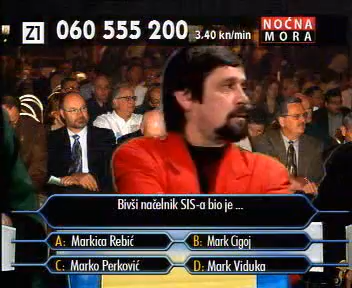 Z1 060 555 200 3.40 kn/min NOĆNA
MORA
Bivši načelnik SIS-a bio je ...
A: Markica Rebić
B: Mark Cigoj
C: Marko Perković
D: Mark Viduka